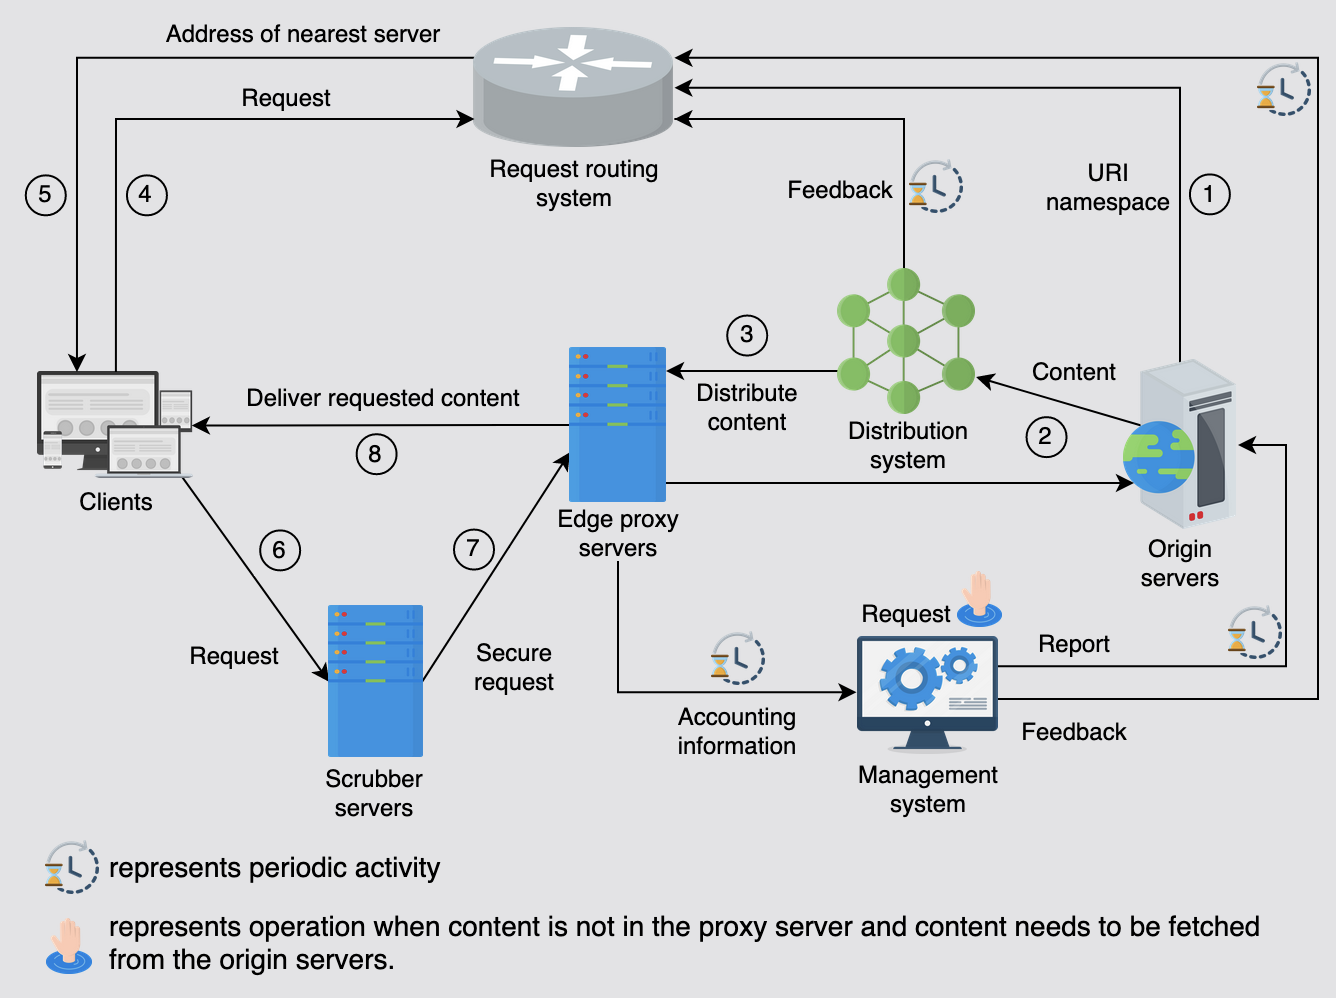 Address of nearest server
Request
Request routing
system
5
4
Feedback
URI
namespace
1
3
Distribute
content
Content
2
Distribution
system
Deliver requested content
8
Clients
Edge proxy
servers
Origin
servers
6
7
Request
Secure
request
Request
Report
Accounting
information
Feedback
Management
system
Scrubber
servers
represents periodic activity
represents operation when content is not in the proxy server and content needs to be fetched
from the origin servers.